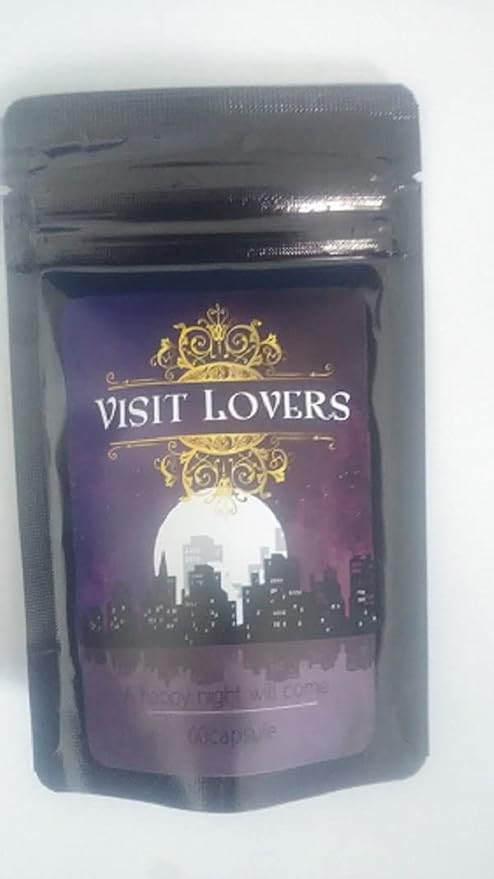 VISIT LOVERS
A happy night will come
60capsule